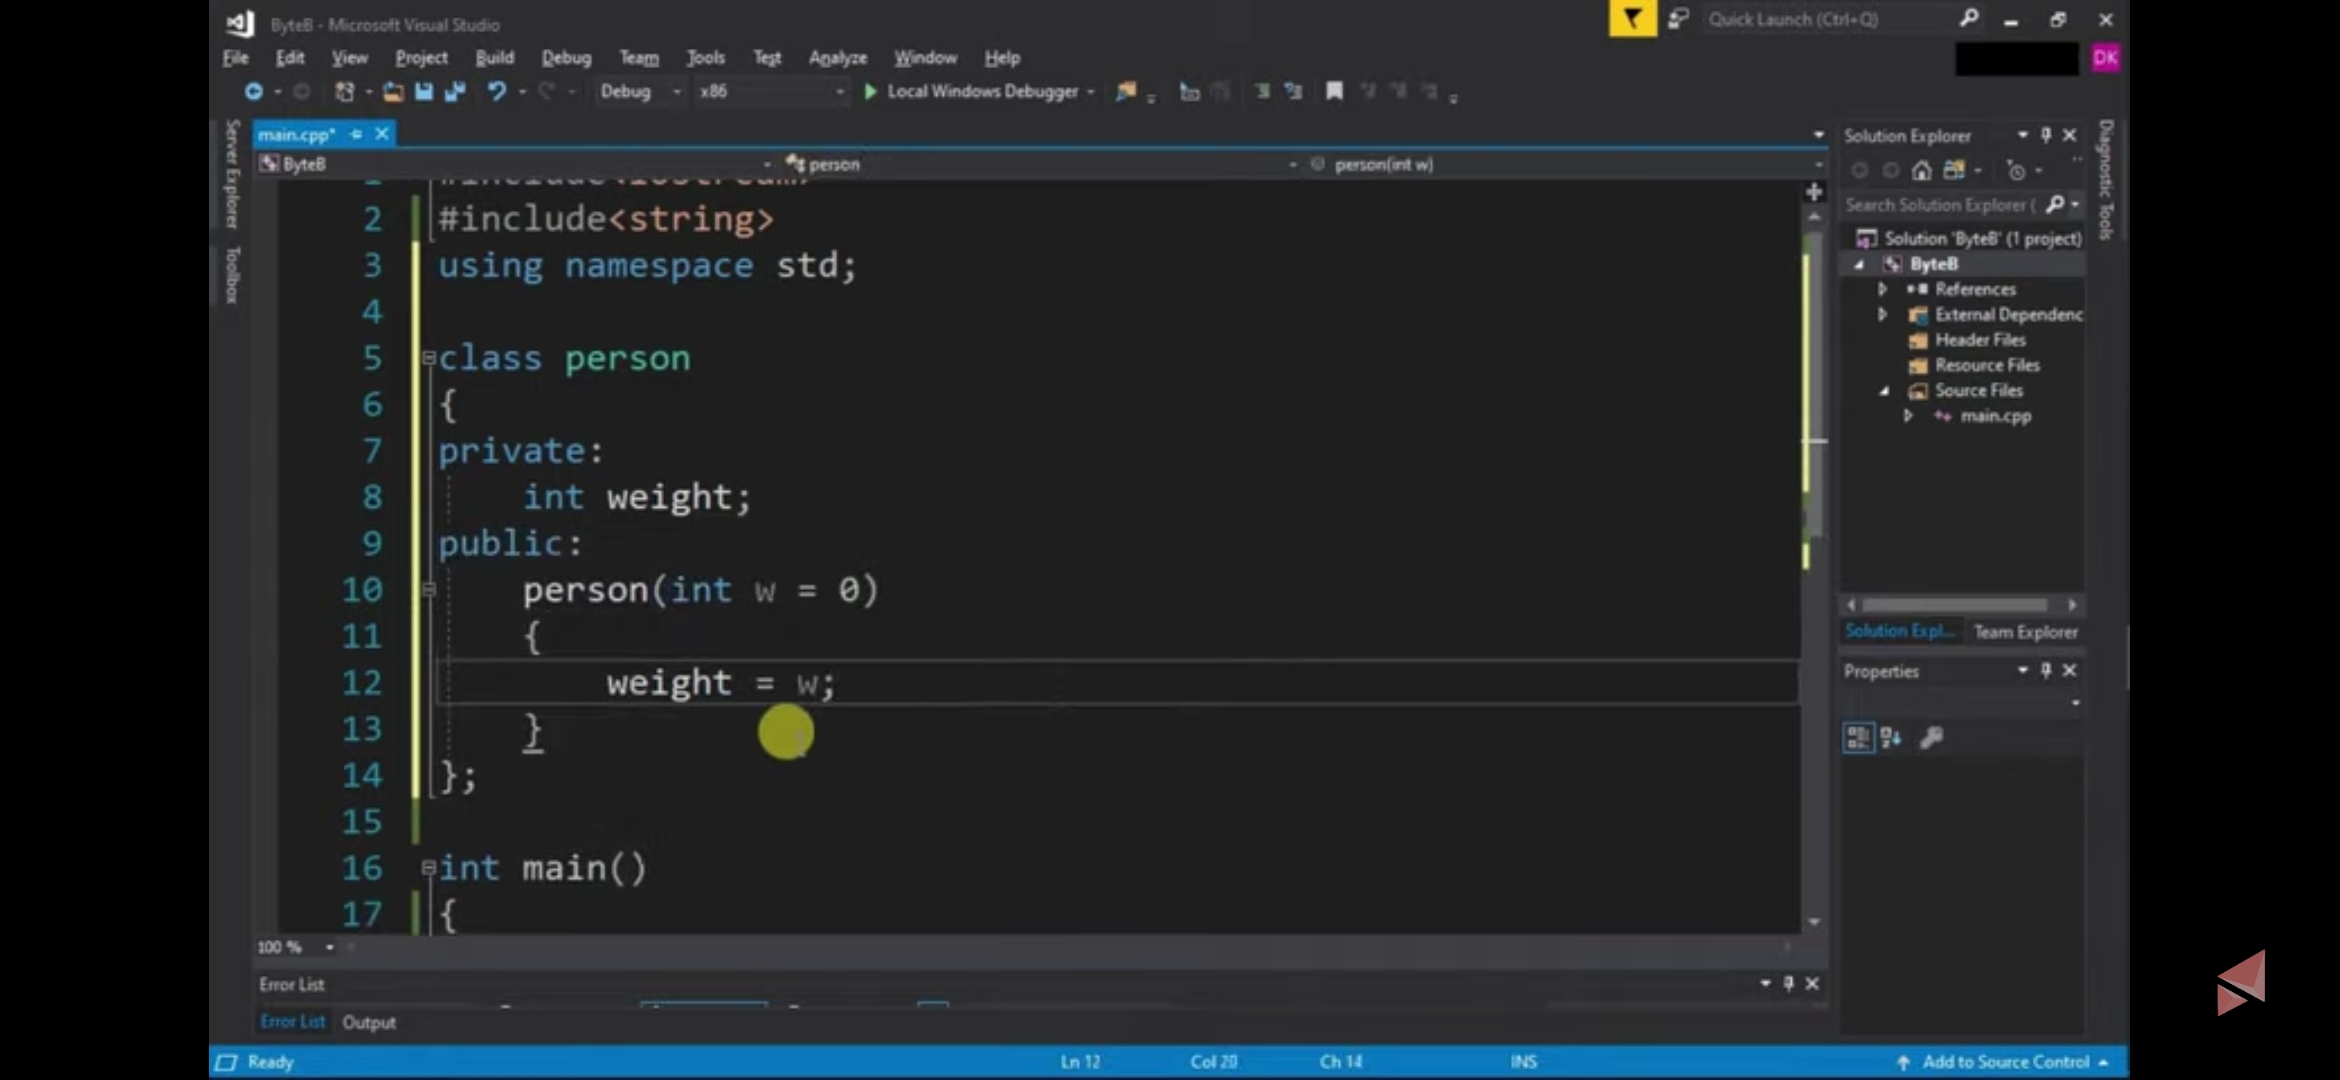 ByteB - Microsoft Visual Studio
Quick Launch (Ctrl+Q)
File Edit View Project Build Debug Team Tools Test Analyze Window Help
DK
Debug x86 Local Windows Debugger
Server Explorer
Toolbox
main.cpp*
ByteB person person(int w)
1 #include<iostream>
2 #include<string>
3 using namespace std;
4
5 class person
6 {
7 private:
8 int weight;
9 public:
10 person(int w = 0)
11 {
12 weight = w;
13 }
14 };
15
16 int main()
17 {
100 %
Error List
Error List Output
Solution Explorer
Search Solution Explorer (
Solution 'ByteB' (1 project)
ByteB
References
External Dependenc
Header Files
Resource Files
Source Files
main.cpp
Solution Expl... Team Explorer
Properties
Diagnostic Tools
Ready Ln 12 Col 20 Ch 14 INS Add to Source Control